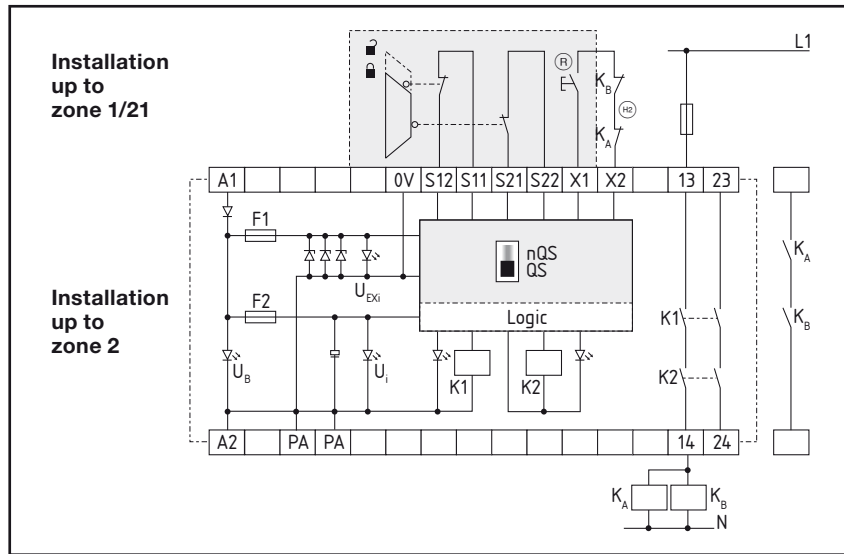 Installation
up to
zone 1/21
L1
R
K_B
H2
K_A
A1 0V S12 S11 S21 S22 X1 X2 13 23
F1
nQS
QS
U_EXi
K_A
Installation
up to
zone 2
F2
Logic
K1
K_B
U_B
U_i
K1
K2
K2
A2 PA PA 14 24
K_A
K_B
N